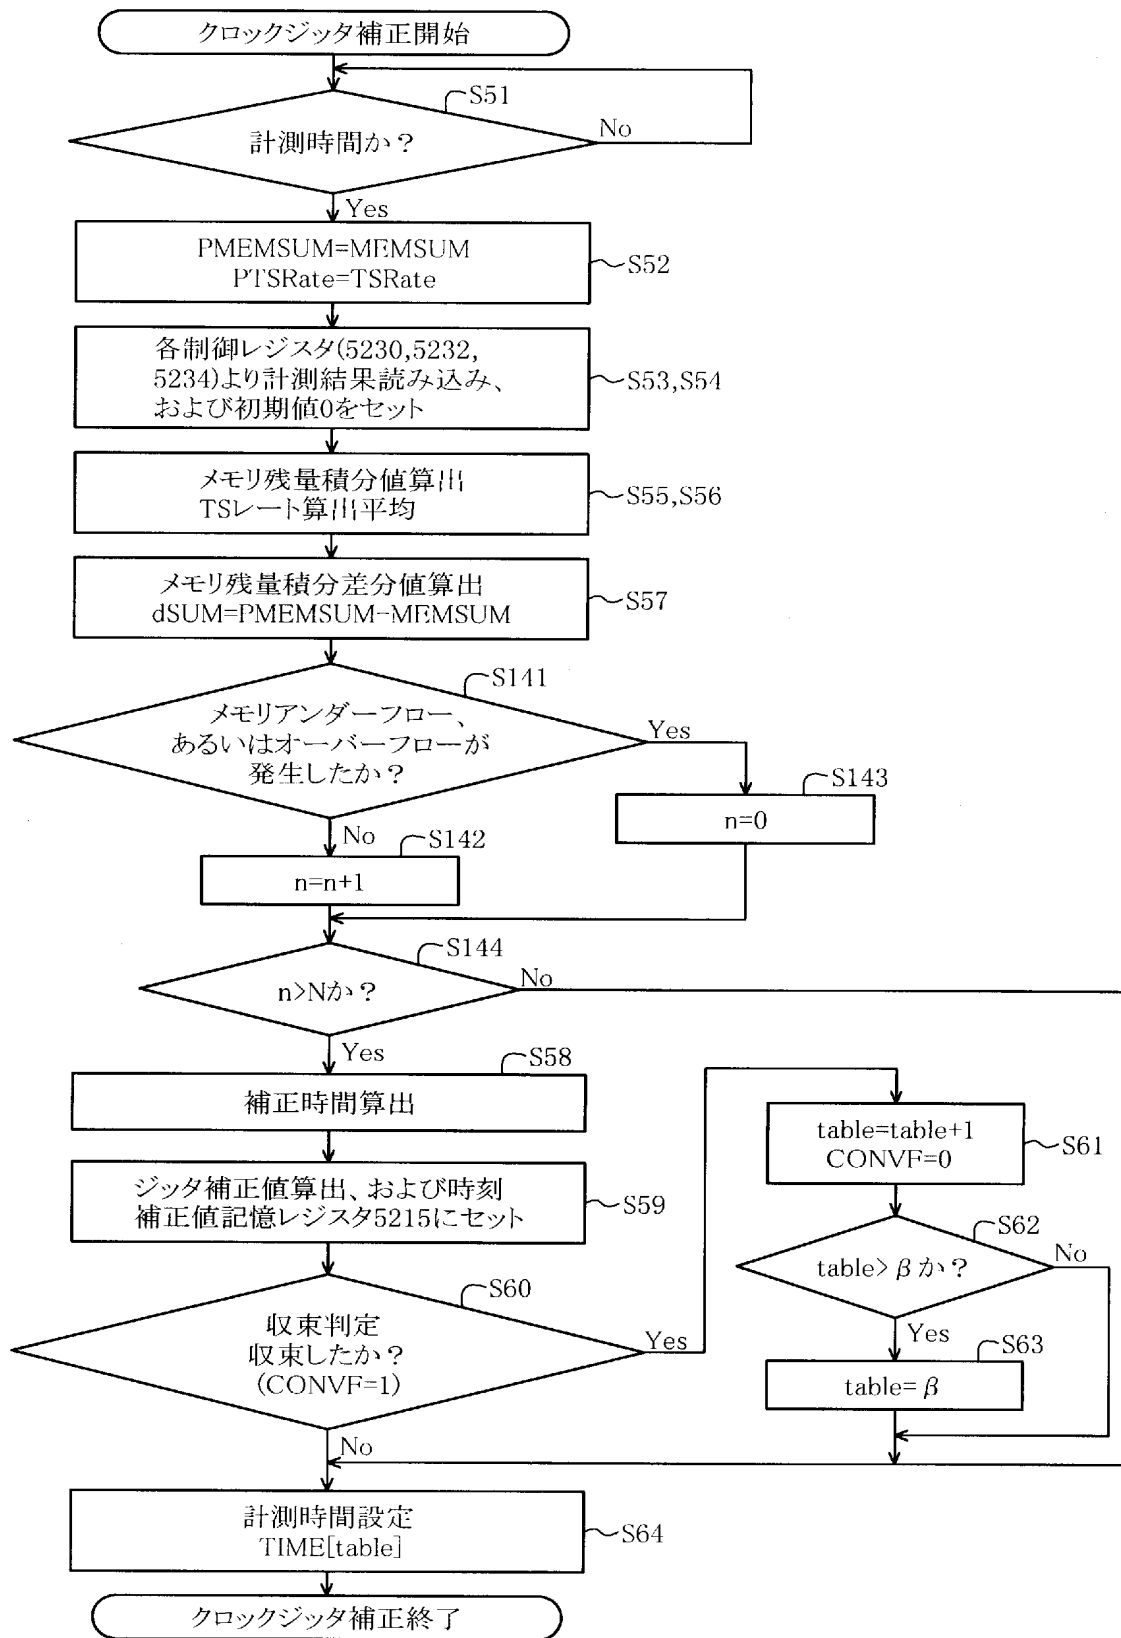 クロックジッタ補正開始
S51
計測時間か？
No
Yes
PMEMSUM=MEMSUM
PTSRate=TSRate
S52
各制御レジスタ(5230,5232,
5234)より計測結果読み込み、
および初期値0をセット
S53,S54
メモリ残量積分値算出
TSレート算出平均
S55,S56
メモリ残量積分差分値算出
dSUM=PMEMSUM-MEMSUM
S57
S141
メモリアンダーフロー、
あるいはオーバーフローが
発生したか？
Yes
S143
n=0
No
S142
n=n+1
S144
n>Nか？
No
Yes
S58
補正時間算出
ジッタ補正値算出、および時刻
補正値記憶レジスタ5215にセット
S59
S60
収束判定
収束したか？
(CONVF=1)
Yes
No
table=table+1
CONVF=0
S61
S62
table>βか？
No
Yes
S63
table=β
計測時間設定
TIME[table]
S64
クロックジッタ補正終了